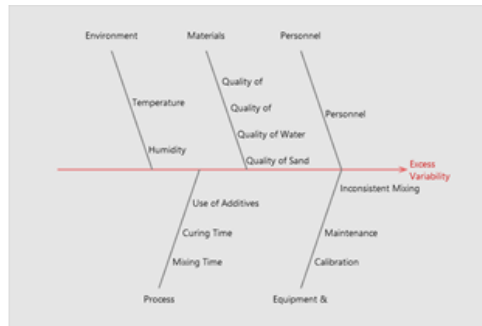 Environment
Materials
Personnel
Quality of
Temperature
Quality of
Personnel
Quality of Water
Humidity
Quality of Sand
Excess
Variability
Inconsistent Mixing
Use of Additives
Curing Time
Maintenance
Mixing Time
Calibration
Process
Equipment &